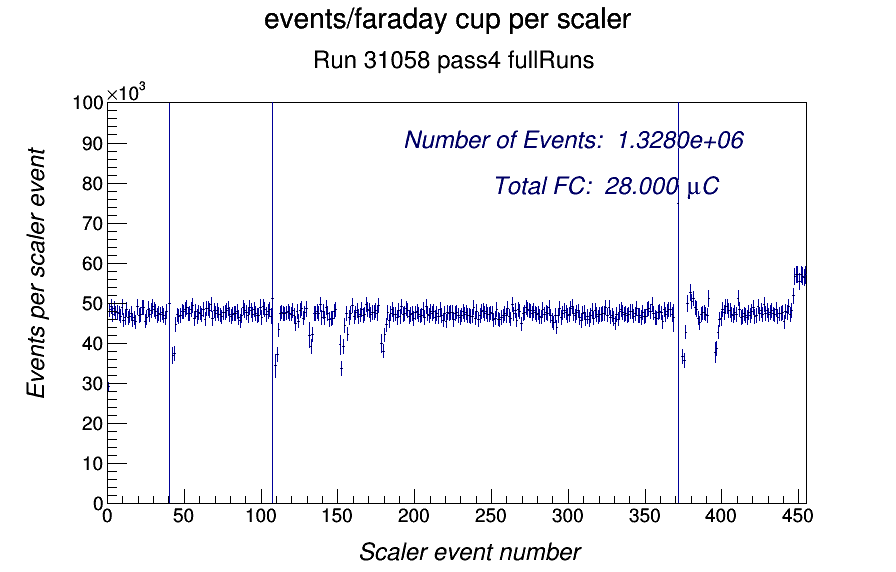 events/faraday cup per scaler
Run 31058 pass4 fullRuns
×10³
100
90
80
70
60
50
40
30
20
10
0
Number of Events: 1.3280e+06
Total FC: 28.000 μC
Events per scaler event
0 50 100 150 200 250 300 350 400 450
Scaler event number